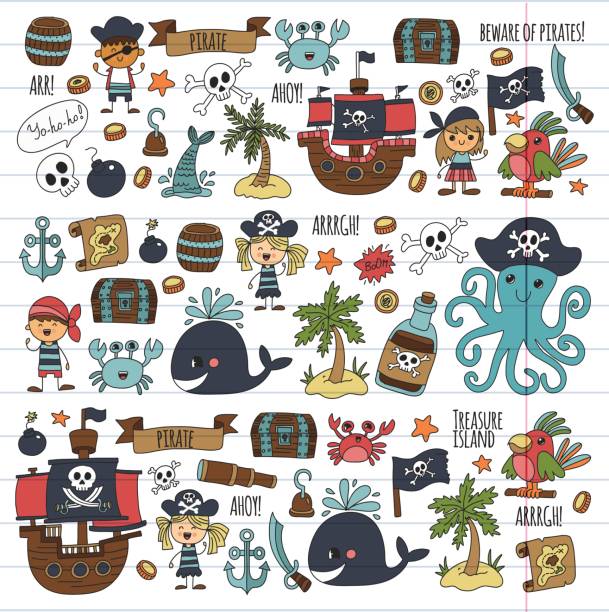 PIRATE
BEWARE OF PIRATES!
ARR!
AHOY!
Yo-ho-ho!
ARRRGH!
BOOM!
PIRATE
TREASURE
ISLAND
AHOY!
ARRRGH!